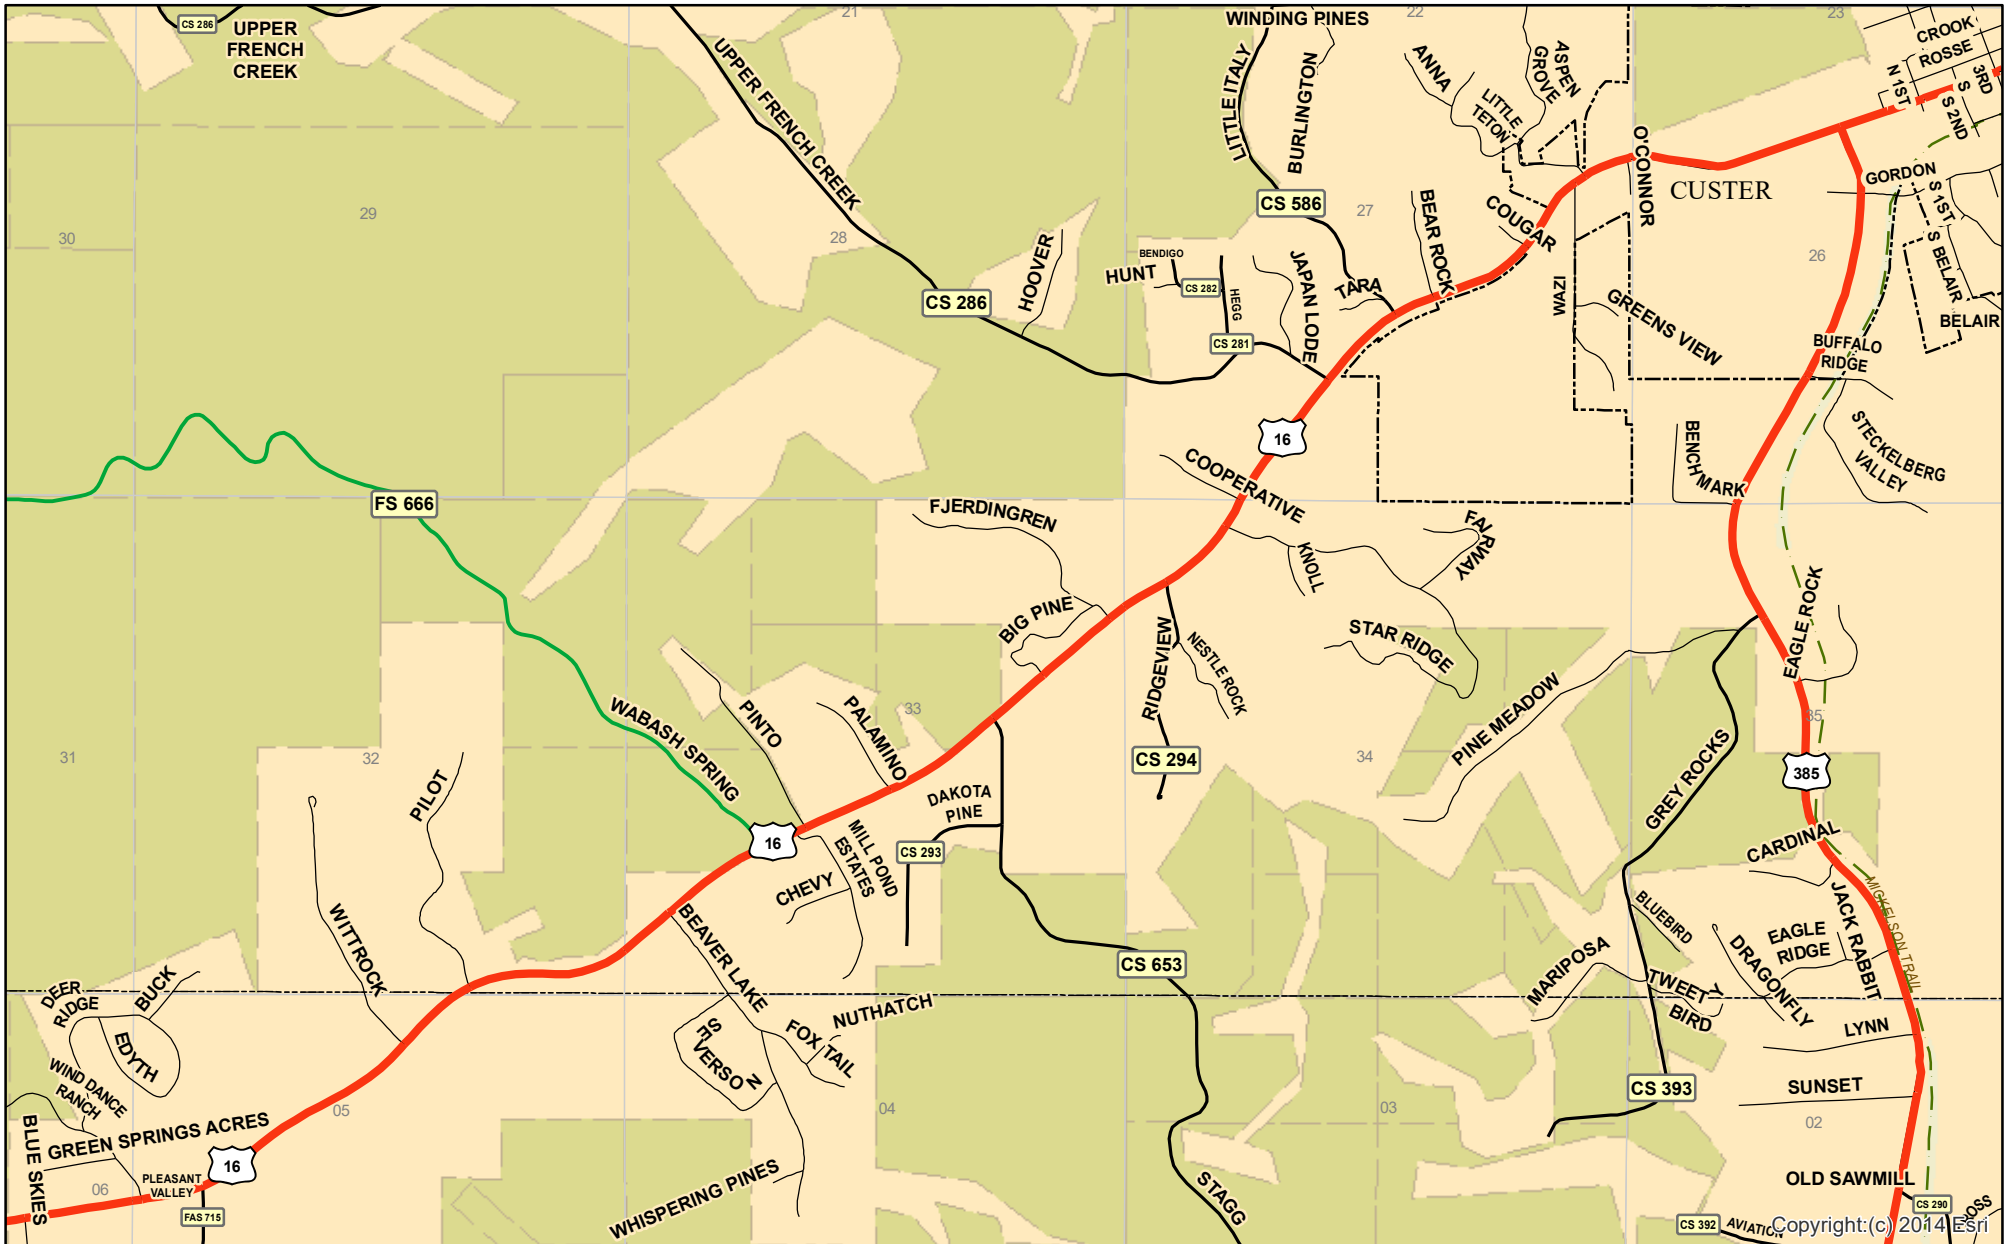 CS 286
UPPER
FRENCH
CREEK
21
WINDING PINES
22
23
CROOK
ROSSE
N 1ST
S 3RD
S 2ND
UPPER FRENCH CREEK
LITTLE ITALY
BURLINGTON
ANNA
LITTLE
TETON
ASPEN
GROVE
O'CONNOR
CUSTER
GORDON
S 1ST
S BELAIR
BELAIR
29
30
28
27
26
CS 586
BEAR ROCK
COUGAR
HOOVER
HUNT
BENDIGO
CS 282
HEGG
JAPAN LODE
TARA
WAZI
GREENS VIEW
CS 286
CS 281
BUFFALO
RIDGE
16
BENCHMARK
STECKELBERG
VALLEY
COOPERATIVE
FS 666
FJERDINGREN
KNOLL
FAIRWAY
BIG PINE
RIDGEVIEW
NESTLE ROCK
STAR RIDGE
EAGLE ROCK
PINE MEADOW
WABASH SPRING
PINTO
PALAMINO
33
31
32
34
35
CS 294
GREY ROCKS
385
PILOT
DAKOTA
PINE
16
MILL POND
ESTATES
CS 293
CHEVY
CARDINAL
MICKELSON TRAIL
JACK RABBIT
WITTROCK
BEAVER LAKE
CS 653
BLUEBIRD
EAGLE
RIDGE
DRAGONFLY
MARIPOSA
TWEETY
BIRD
DEER
RIDGE
BUCK
EDYTH
NUTHATCH
FOX TAIL
SEVERSON
LYNN
WIND DANCE
RANCH
SUNSET
CS 393
05
04
03
02
BLUE SKIES
GREEN SPRINGS ACRES
16
PLEASANT
VALLEY
06
FAS 715
WHISPERING PINES
STAGG
OLD SAWMILL
CS 290
CS 392
AVIATION
Copyright:(c) 2014 Esri